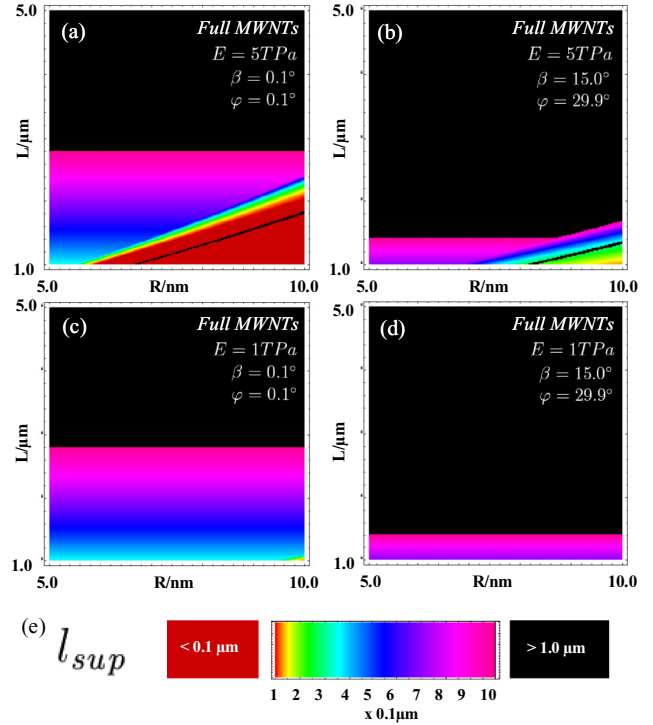 5.0
(a)
Full MWNTs
E = 5TPa
β = 0.1°
φ = 0.1°
L/μm
1.0
5.0
R/nm
10.0
(b)
Full MWNTs
E = 5TPa
β = 15.0°
φ = 29.9°
5.0
L/μm
1.0
5.0
R/nm
10.0
5.0
(c)
Full MWNTs
E = 1TPa
β = 0.1°
φ = 0.1°
L/μm
1.0
5.0
R/nm
10.0
5.0
(d)
Full MWNTs
E = 1TPa
β = 15.0°
φ = 29.9°
L/μm
1.0
5.0
R/nm
10.0
(e)
l_sup
< 0.1 μm
1 2 3 4 5 6 7 8 9 10
x 0.1μm
> 1.0 μm